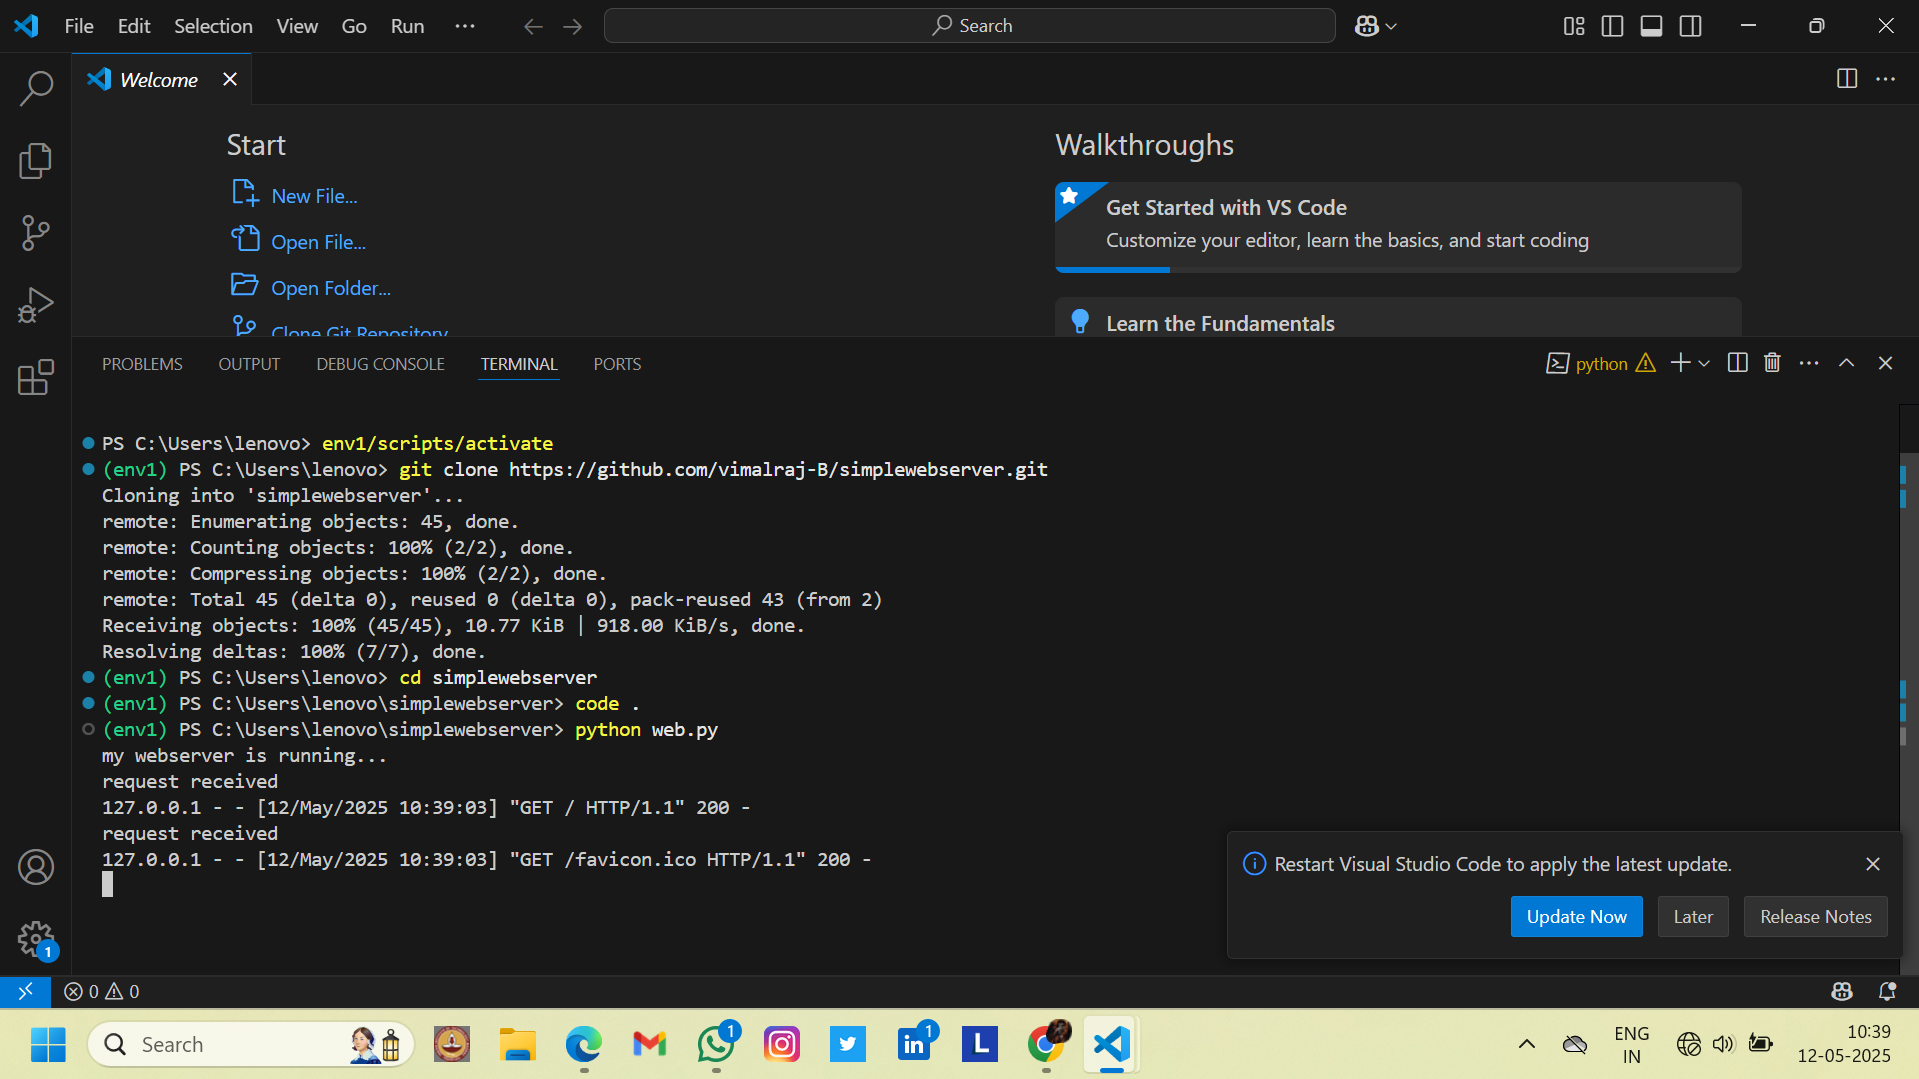 File Edit Selection View Go Run ···
Search
Welcome
Start
New File...
Open File...
Open Folder...
Clone Git Repository
Walkthroughs
Get Started with VS Code
Customize your editor, learn the basics, and start coding
Learn the Fundamentals
PROBLEMS OUTPUT DEBUG CONSOLE TERMINAL PORTS
python
PS C:\Users\lenovo> env1/scripts/activate
(env1) PS C:\Users\lenovo> git clone https://github.com/vimalraj-B/simplewebserver.git
Cloning into 'simplewebserver'...
remote: Enumerating objects: 45, done.
remote: Counting objects: 100% (2/2), done.
remote: Compressing objects: 100% (2/2), done.
remote: Total 45 (delta 0), reused 0 (delta 0), pack-reused 43 (from 2)
Receiving objects: 100% (45/45), 10.77 KiB | 918.00 KiB/s, done.
Resolving deltas: 100% (7/7), done.
(env1) PS C:\Users\lenovo> cd simplewebserver
(env1) PS C:\Users\lenovo\simplewebserver> code .
(env1) PS C:\Users\lenovo\simplewebserver> python web.py
my webserver is running...
request received
127.0.0.1 - - [12/May/2025 10:39:03] "GET / HTTP/1.1" 200 -
request received
127.0.0.1 - - [12/May/2025 10:39:03] "GET /favicon.ico HTTP/1.1" 200 -
Restart Visual Studio Code to apply the latest update.
Update Now Later Release Notes
1
0 0
Search
1
in 1
L
ENG
IN
10:39
12-05-2025